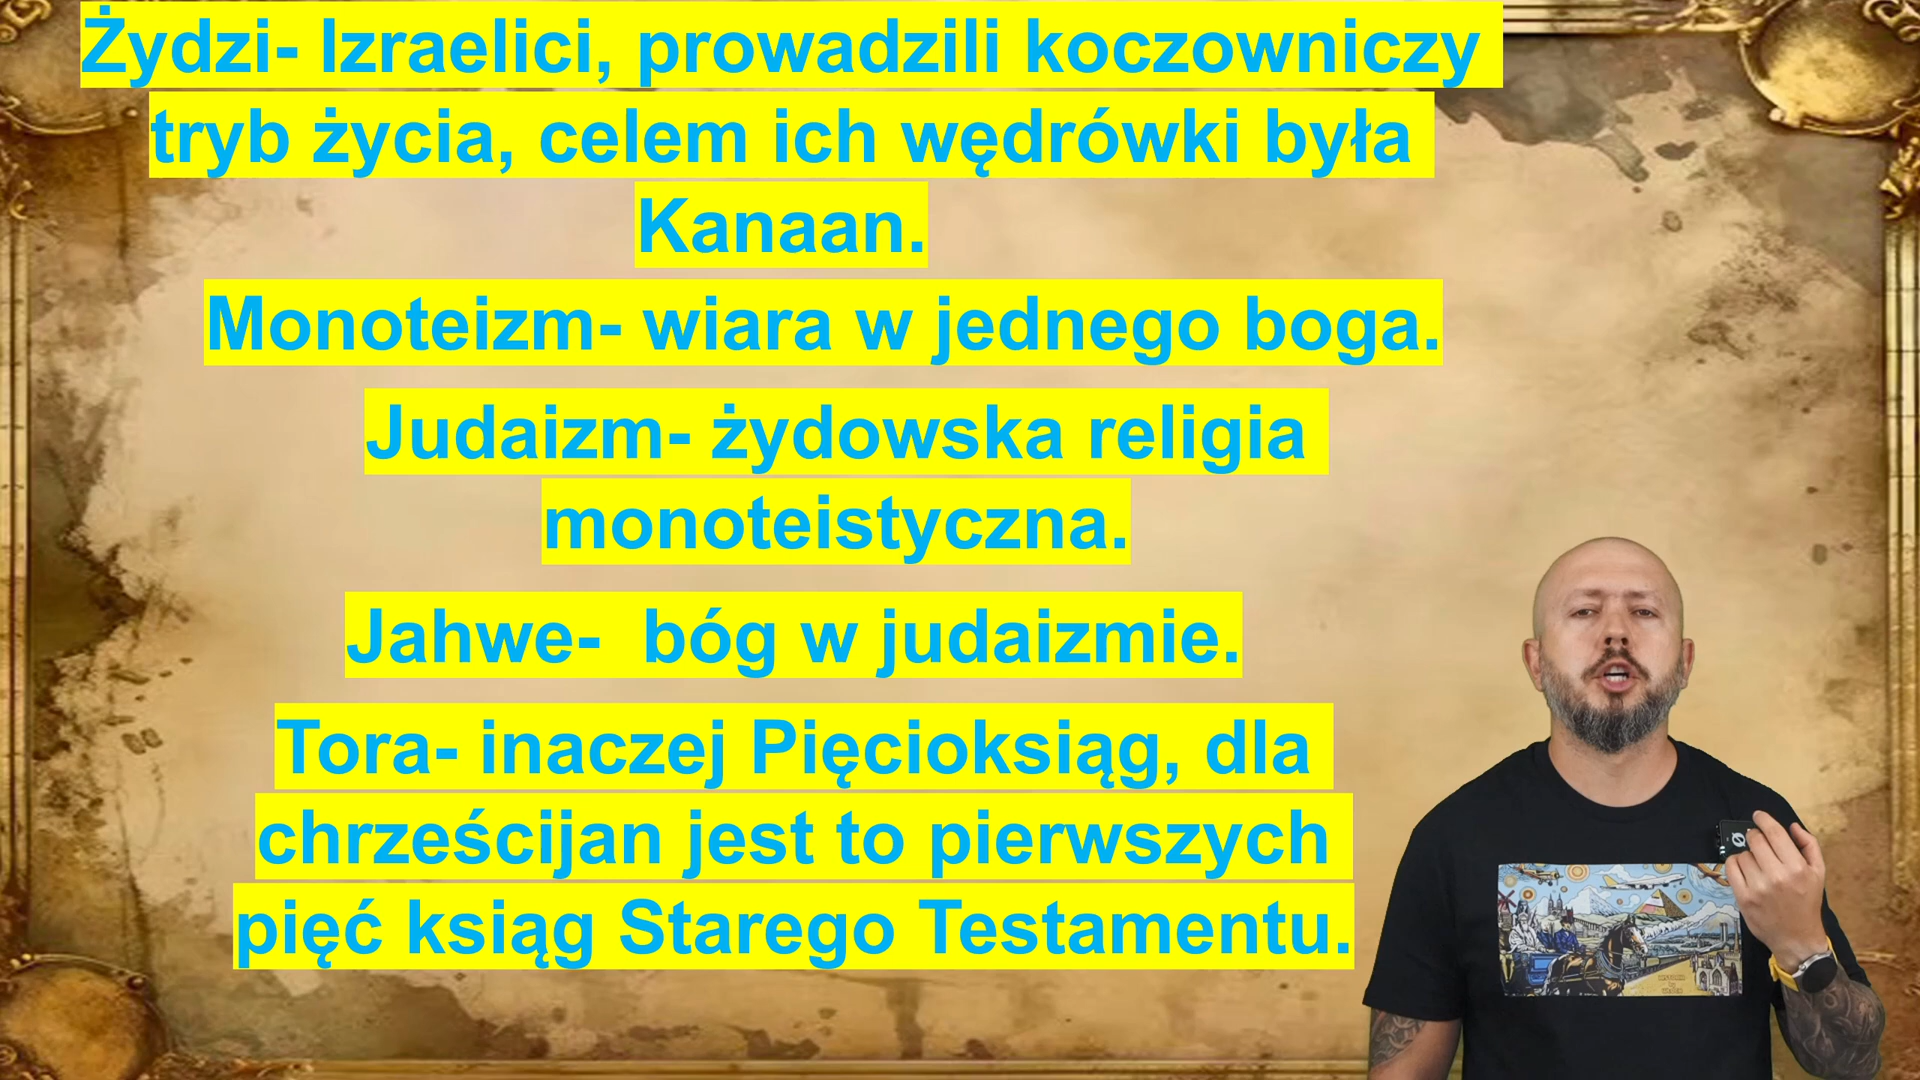 Żydzi- Izraelici, prowadzili koczowniczy
tryb życia, celem ich wędrówki była
Kanaan.
Monoteizm- wiara w jednego boga.
Judaizm- żydowska religia
monoteistyczna.
Jahwe-  bóg w judaizmie.
Tora- inaczej Pięcioksiąg, dla
chrześcijan jest to pierwszych
pięć ksiąg Starego Testamentu.